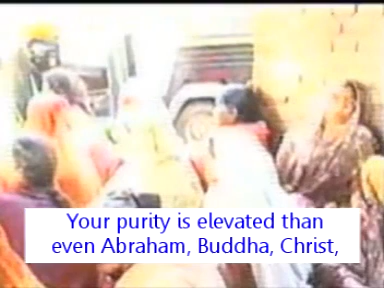 Your purity is elevated than
even Abraham, Buddha, Christ,